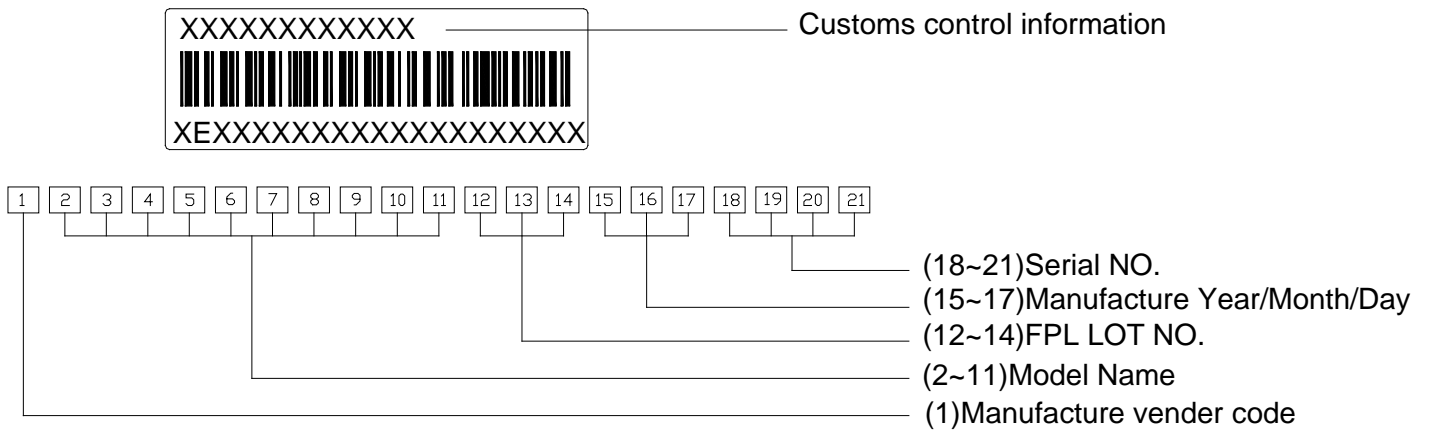 XXXXXXXXXXXX
Customs control information
XEXXXXXXXXXXXXXXXXXXX
1 2 3 4 5 6 7 8 9 10 11 12 13 14 15 16 17 18 19 20 21
(18~21)Serial NO.
(15~17)Manufacture Year/Month/Day
(12~14)FPL LOT NO.
(2~11)Model Name
(1)Manufacture vender code